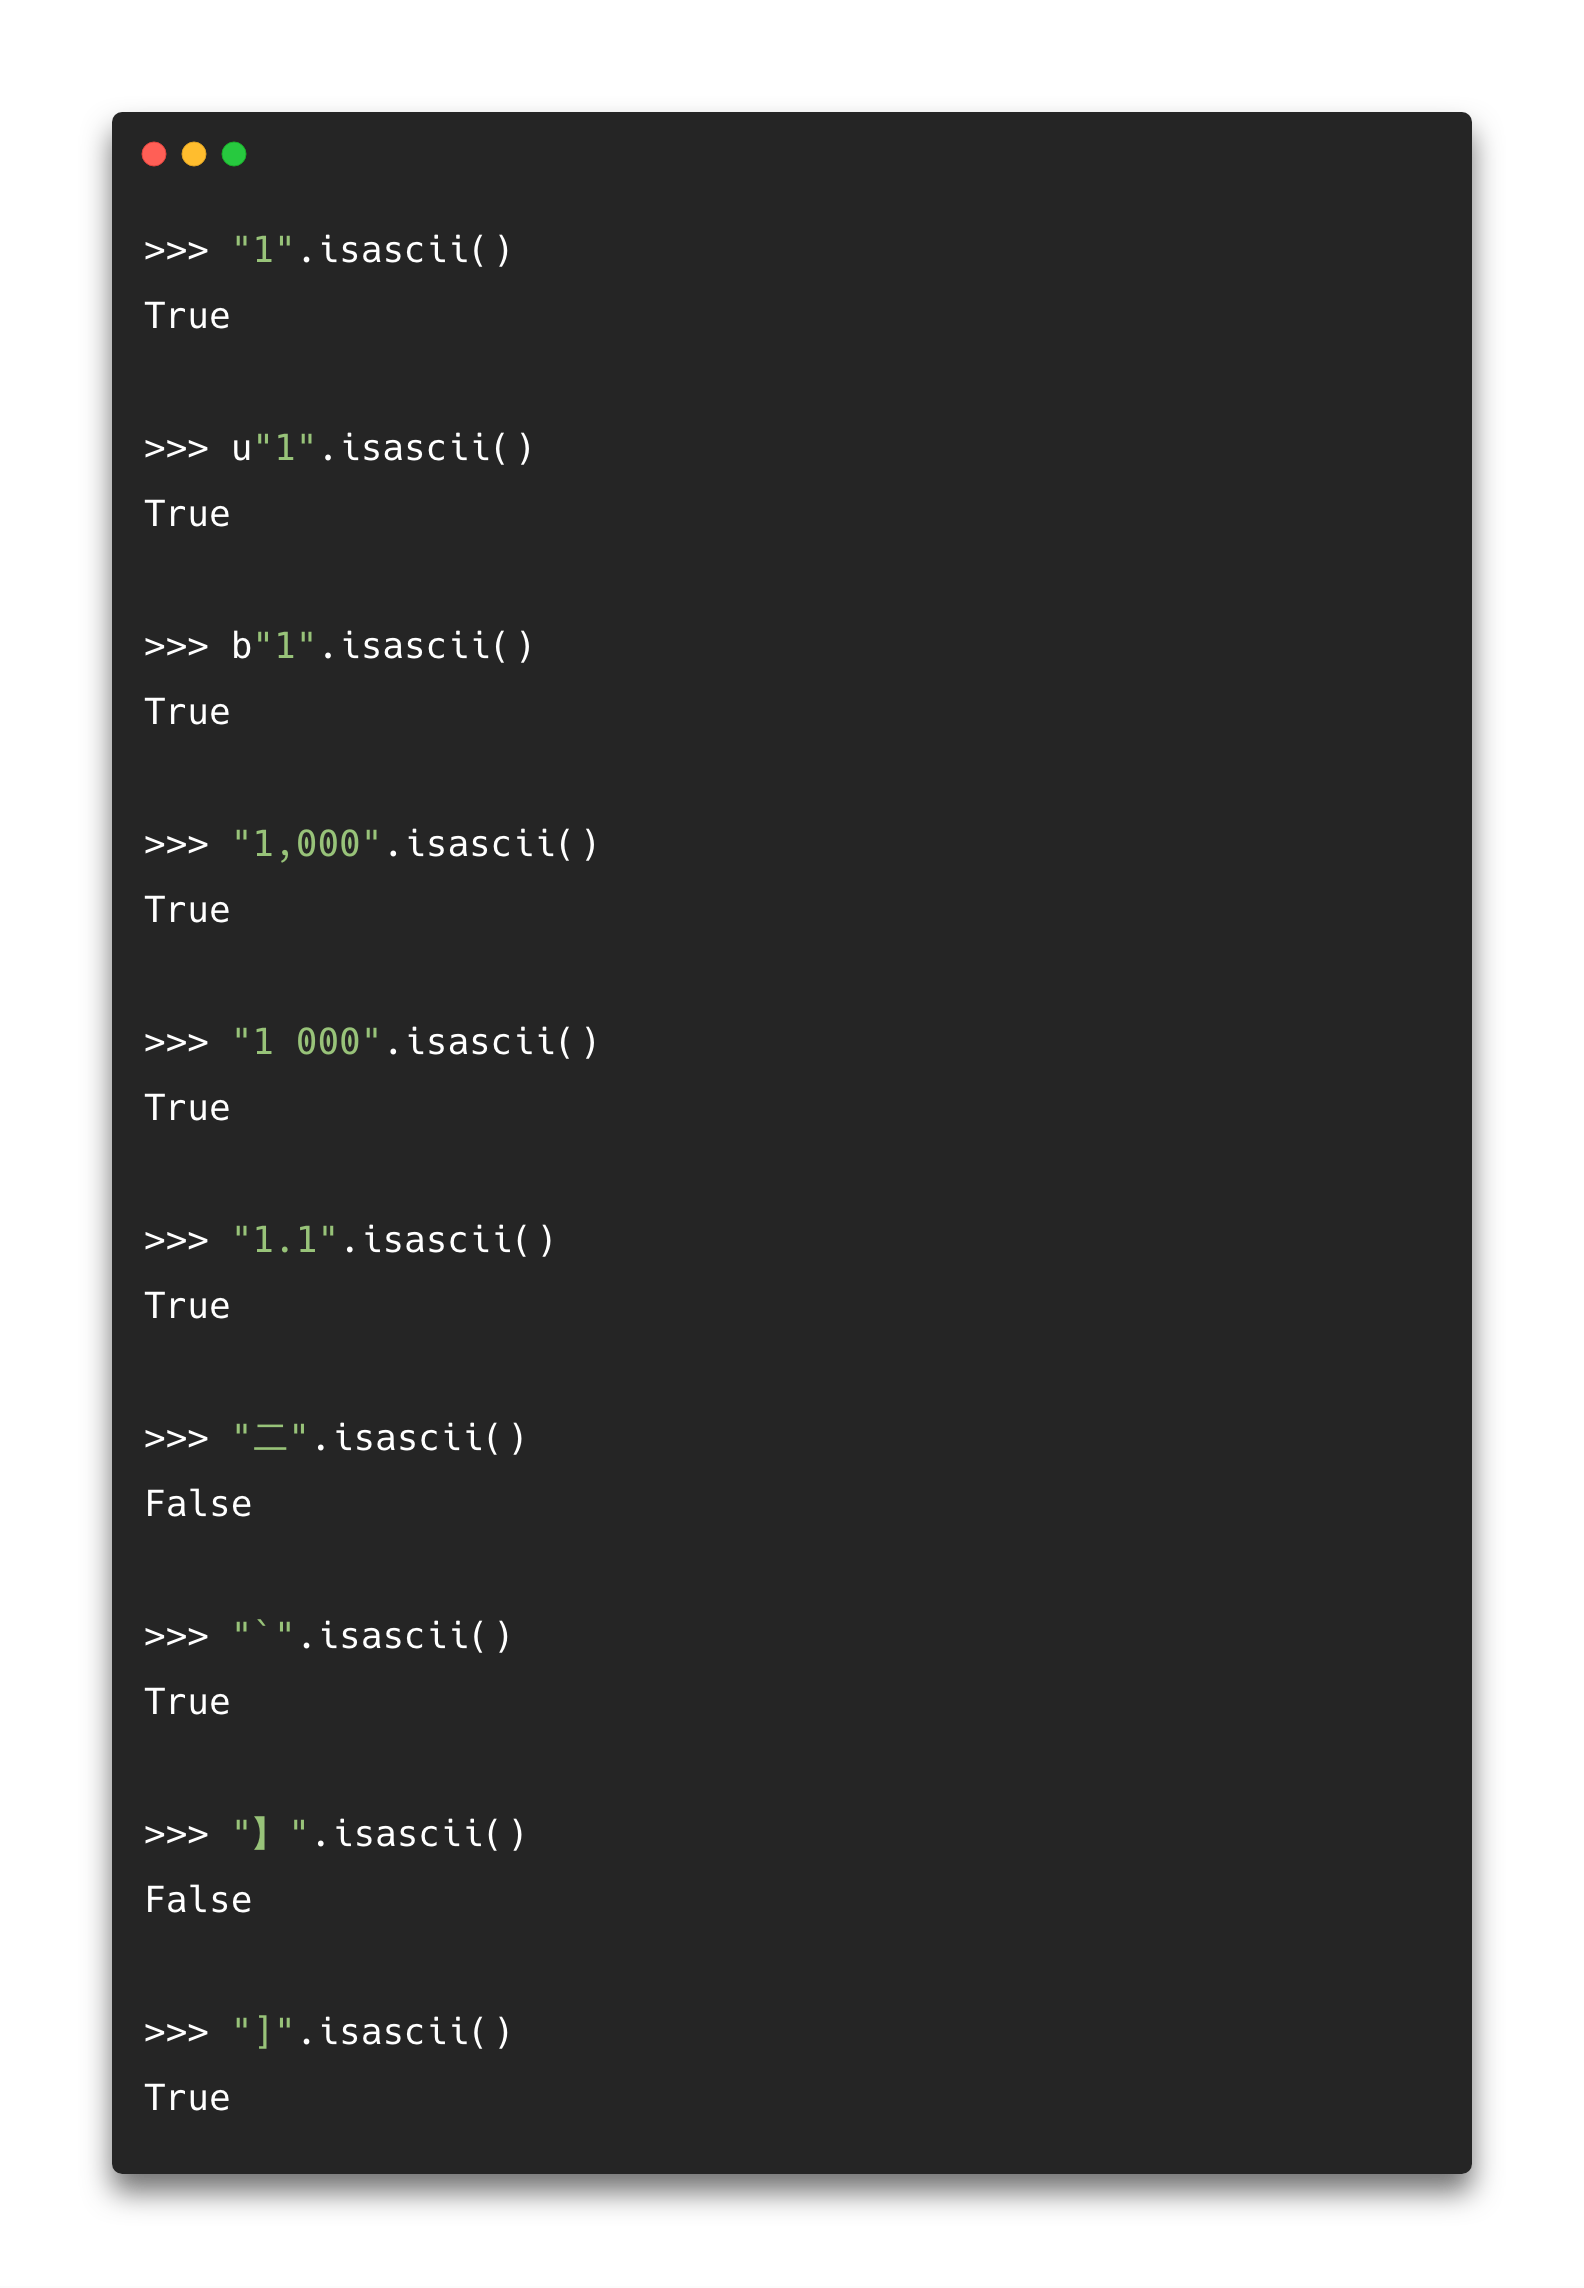 >>> "1".isascii()
True
>>> u"1".isascii()
True
>>> b"1".isascii()
True
>>> "1,000".isascii()
True
>>> "1 000".isascii()
True
>>> "1.1".isascii()
True
>>> "二".isascii()
False
>>> "`".isascii()
True
>>> "】".isascii()
False
>>> "]".isascii()
True